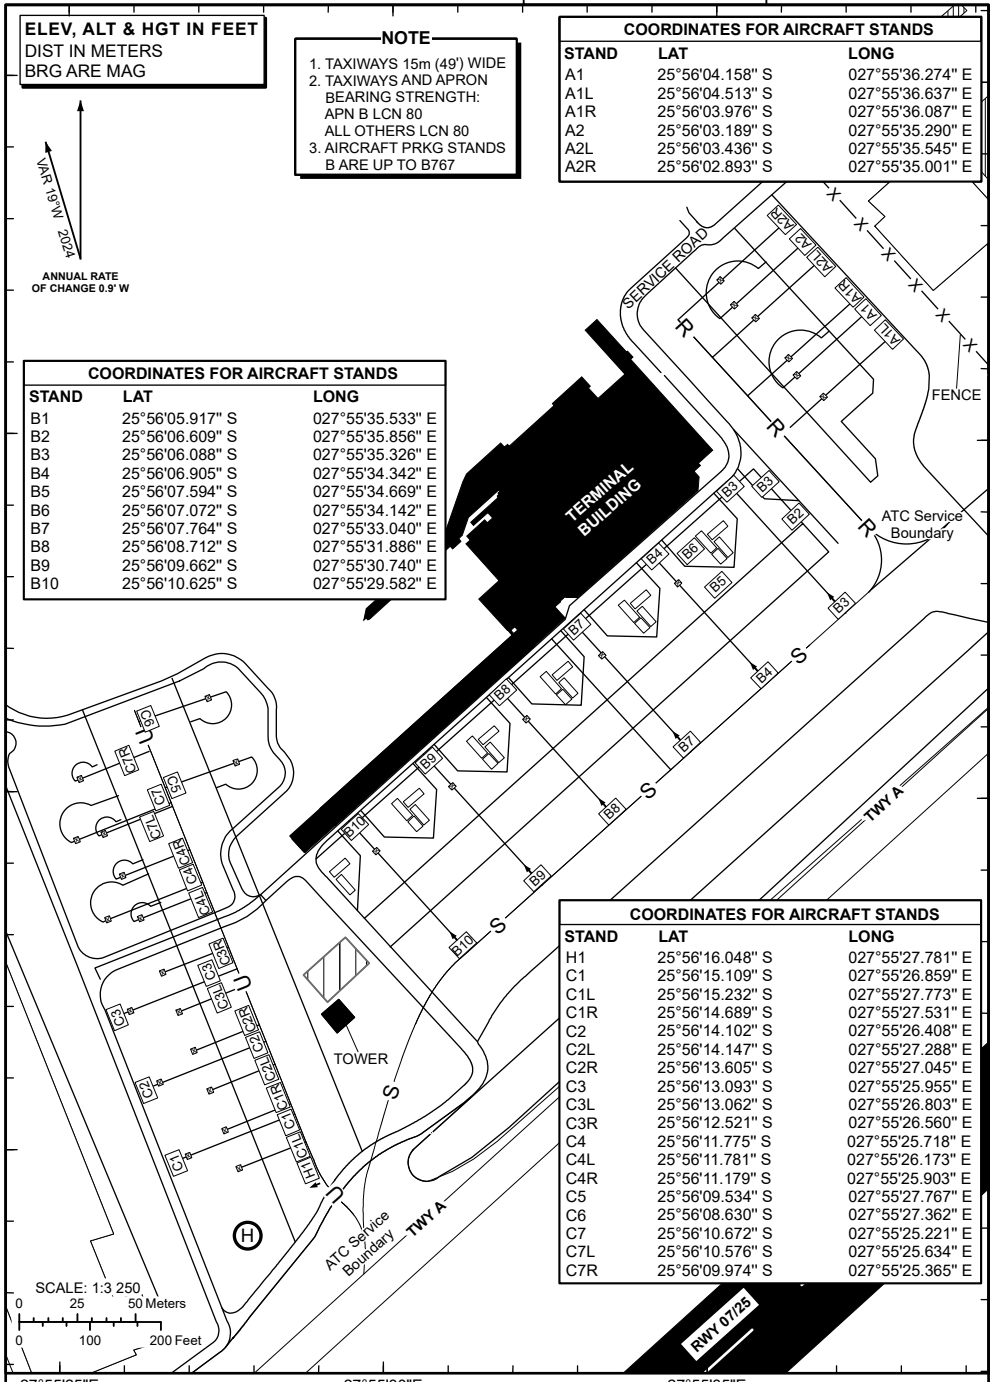 ELEV, ALT & HGT IN FEET
DIST IN METERS
BRG ARE MAG
VAR 19°W 2024
ANNUAL RATE
OF CHANGE 0.9' W
NOTE
1. TAXIWAYS 15m (49') WIDE
2. TAXIWAYS AND APRON
BEARING STRENGTH:
APN B LCN 80
ALL OTHERS LCN 80
3. AIRCRAFT PRKG STANDS
B ARE UP TO B767
COORDINATES FOR AIRCRAFT STANDS
STAND LAT LONG
A1 25°56'04.158" S 027°55'36.274" E
A1L 25°56'04.513" S 027°55'36.637" E
A1R 25°56'03.976" S 027°55'36.087" E
A2 25°56'03.189" S 027°55'35.290" E
A2L 25°56'03.436" S 027°55'35.545" E
A2R 25°56'02.893" S 027°55'35.001" E
COORDINATES FOR AIRCRAFT STANDS
STAND LAT LONG
B1 25°56'05.917" S 027°55'35.533" E
B2 25°56'06.609" S 027°55'35.856" E
B3 25°56'06.088" S 027°55'35.326" E
B4 25°56'06.905" S 027°55'34.342" E
B5 25°56'07.594" S 027°55'34.669" E
B6 25°56'07.072" S 027°55'34.142" E
B7 25°56'07.764" S 027°55'33.040" E
B8 25°56'08.712" S 027°55'31.886" E
B9 25°56'09.662" S 027°55'30.740" E
B10 25°56'10.625" S 027°55'29.582" E
SERVICE ROAD
A2R A2 A2L A1R A1 A1L
X X X X X X
FENCE
R
R
R
TERMINAL
BUILDING
ATC Service
Boundary
B3 B3 B2
B4 B6 B5 B3
B7 B4
B8 B7
B9 B8
B10 B9
B10
S
S
S
S
TWY A
C6
U
C7R
C5
C7
C7L
C4R
C4
C4L
C3R
C3
C3L
U
C3
C2R
C2
C2L
C2
C1R
C1
C1L
H1
C1
U
TOWER
H
ATC Service
Boundary
TWY A
RWY 07/25
COORDINATES FOR AIRCRAFT STANDS
STAND LAT LONG
H1 25°56'16.048" S 027°55'27.781" E
C1 25°56'15.109" S 027°55'26.859" E
C1L 25°56'15.232" S 027°55'27.773" E
C1R 25°56'14.689" S 027°55'27.531" E
C2 25°56'14.102" S 027°55'26.408" E
C2L 25°56'14.147" S 027°55'27.288" E
C2R 25°56'13.605" S 027°55'27.045" E
C3 25°56'13.093" S 027°55'25.955" E
C3L 25°56'13.062" S 027°55'26.803" E
C3R 25°56'12.521" S 027°55'26.560" E
C4 25°56'11.775" S 027°55'25.718" E
C4L 25°56'11.781" S 027°55'26.173" E
C4R 25°56'11.179" S 027°55'25.903" E
C5 25°56'09.534" S 027°55'27.767" E
C6 25°56'08.630" S 027°55'27.362" E
C7 25°56'10.672" S 027°55'25.221" E
C7L 25°56'10.576" S 027°55'25.634" E
C7R 25°56'09.974" S 027°55'25.365" E
SCALE: 1:3 250
0 25 50 Meters
0 100 200 Feet